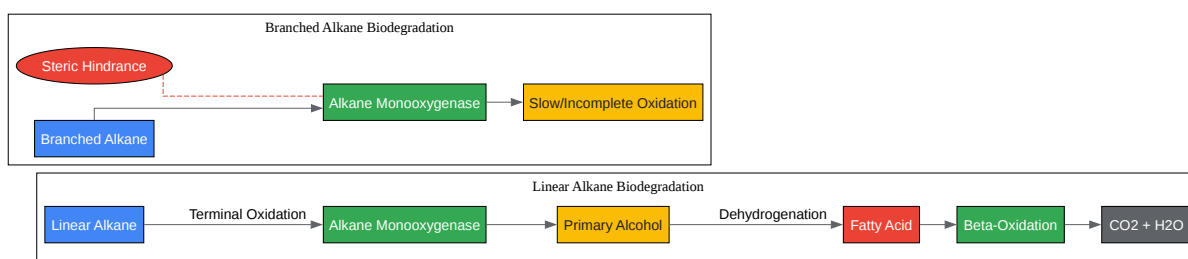 Branched Alkane Biodegradation
Steric Hindrance
Alkane Monooxygenase
Slow/Incomplete Oxidation
Branched Alkane
Linear Alkane Biodegradation
Linear Alkane
Terminal Oxidation
Alkane Monooxygenase
Primary Alcohol
Dehydrogenation
Fatty Acid
Beta-Oxidation
CO2 + H2O